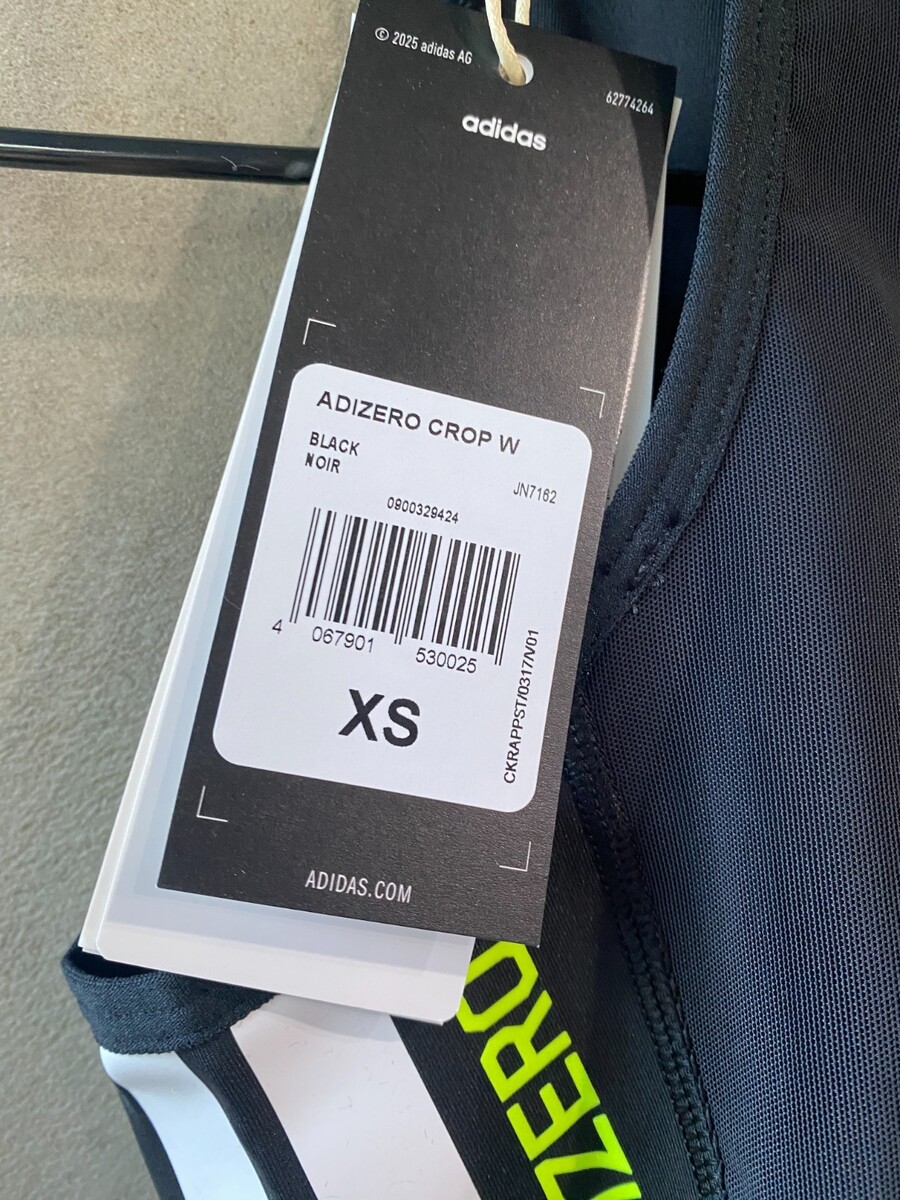 © 2025 adidas AG
62774264
adidas
ADIZERO CROP W
BLACK
NOIR
JN7162
0900329424
4 067901 530025
XS
CKRAPPST/0317/V01
ADIDAS.COM
IZERO